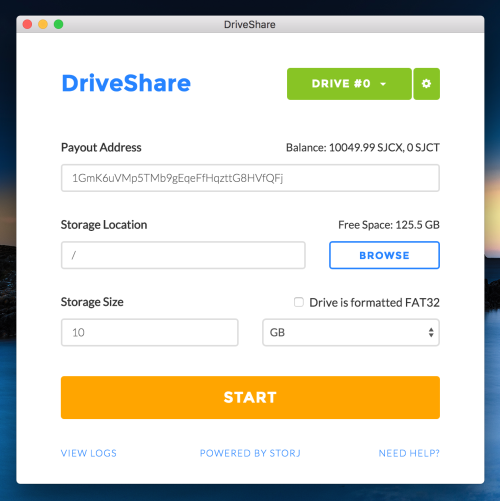 DriveShare
DriveShare
DRIVE #0
Payout Address
Balance: 10049.99 SJCX, 0 SJCT
1GmK6uVMp5TMb9gEqeFfHqzttG8HVfQFj
Storage Location
Free Space: 125.5 GB
/
BROWSE
Storage Size
Drive is formatted FAT32
10
GB
START
VIEW LOGS
POWERED BY STORJ
NEED HELP?